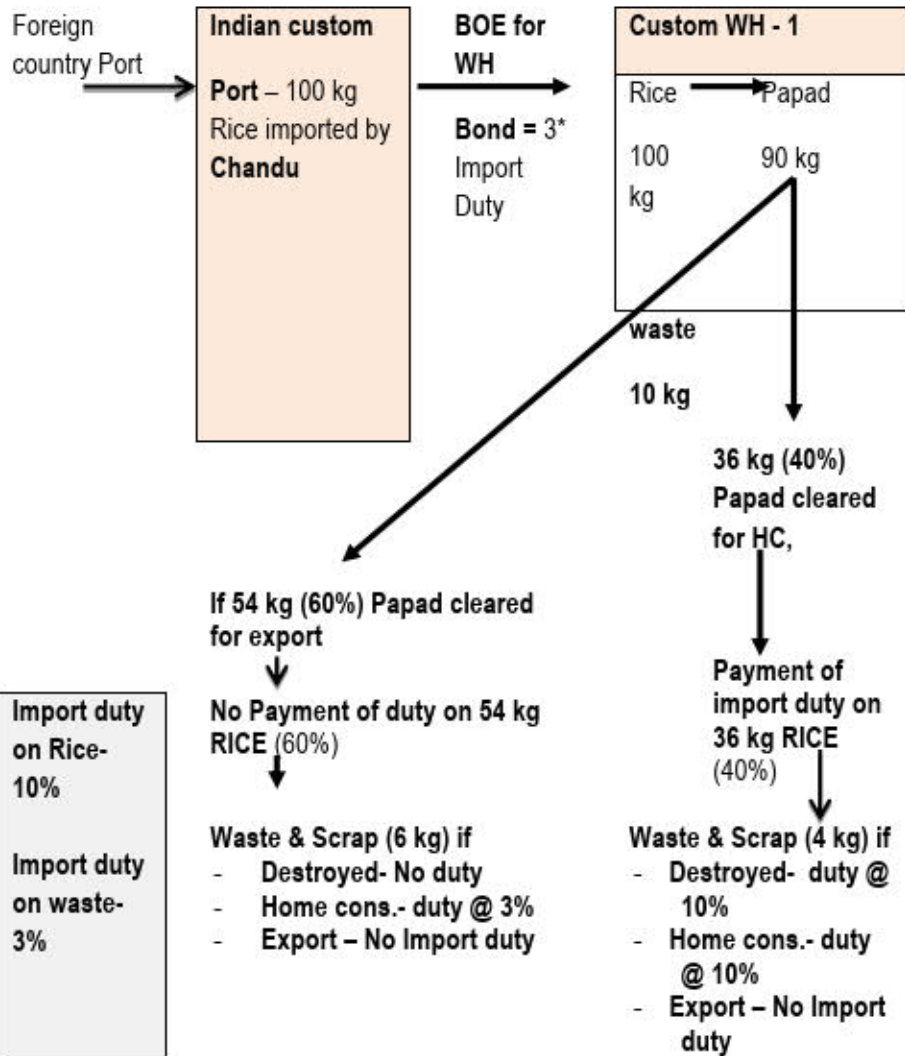 Foreign
country Port
Indian custom
Port – 100 kg
Rice imported by
Chandu
BOE for
WH
Bond = 3*
Import
Duty
Custom WH - 1
Rice Papad
100 90 kg
kg
waste
10 kg
36 kg (40%)
Papad cleared
for HC,
If 54 kg (60%) Papad cleared
for export
No Payment of duty on 54 kg
RICE (60%)
Payment of
import duty on
36 kg RICE
(40%)
Import duty
on Rice-
10%
Import duty
on waste-
3%
Waste & Scrap (6 kg) if
- Destroyed- No duty
- Home cons.- duty @ 3%
- Export – No Import duty
Waste & Scrap (4 kg) if
- Destroyed- duty @
10%
- Home cons.- duty
@ 10%
- Export – No Import
duty